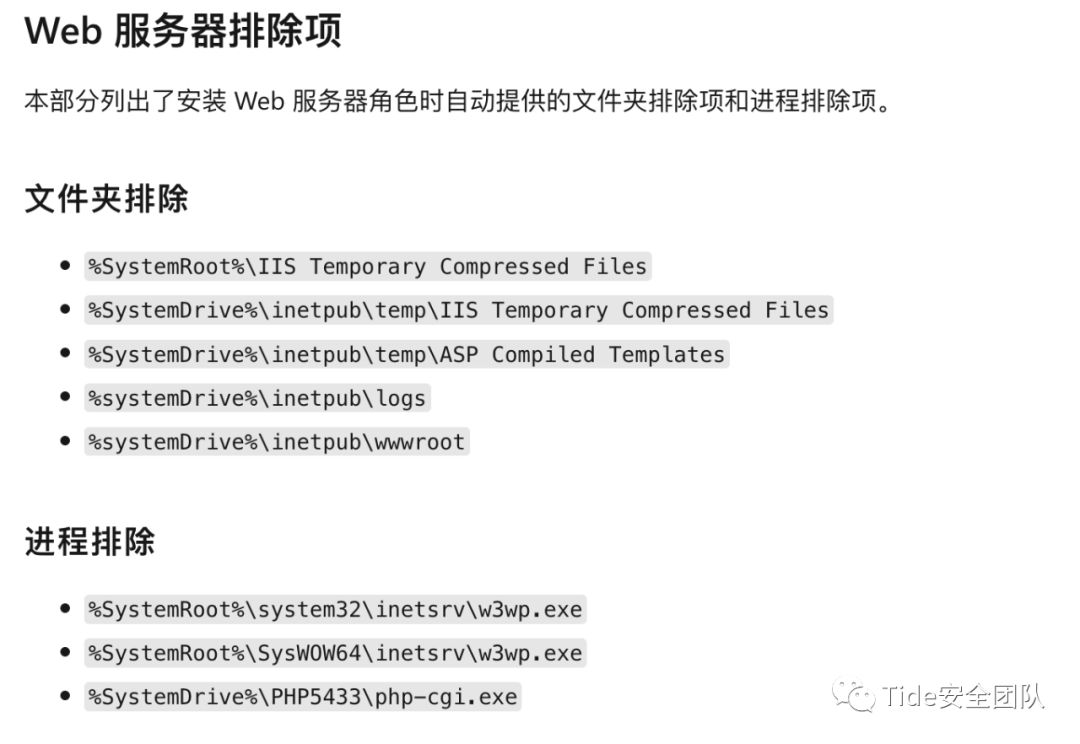 Web 服务器排除项
本部分列出了安装 Web 服务器角色时自动提供的文件夹排除项和进程排除项。
文件夹排除
%SystemRoot%\IIS Temporary Compressed Files
%SystemDrive%\inetpub\temp\IIS Temporary Compressed Files
%SystemDrive%\inetpub\temp\ASP Compiled Templates
%systemDrive%\inetpub\logs
%systemDrive%\inetpub\wwwroot
进程排除
%SystemRoot%\system32\inetsrv\w3wp.exe
%SystemRoot%\SysWOW64\inetsrv\w3wp.exe
%SystemDrive%\PHP5433\php-cgi.exe
Tide安全团队